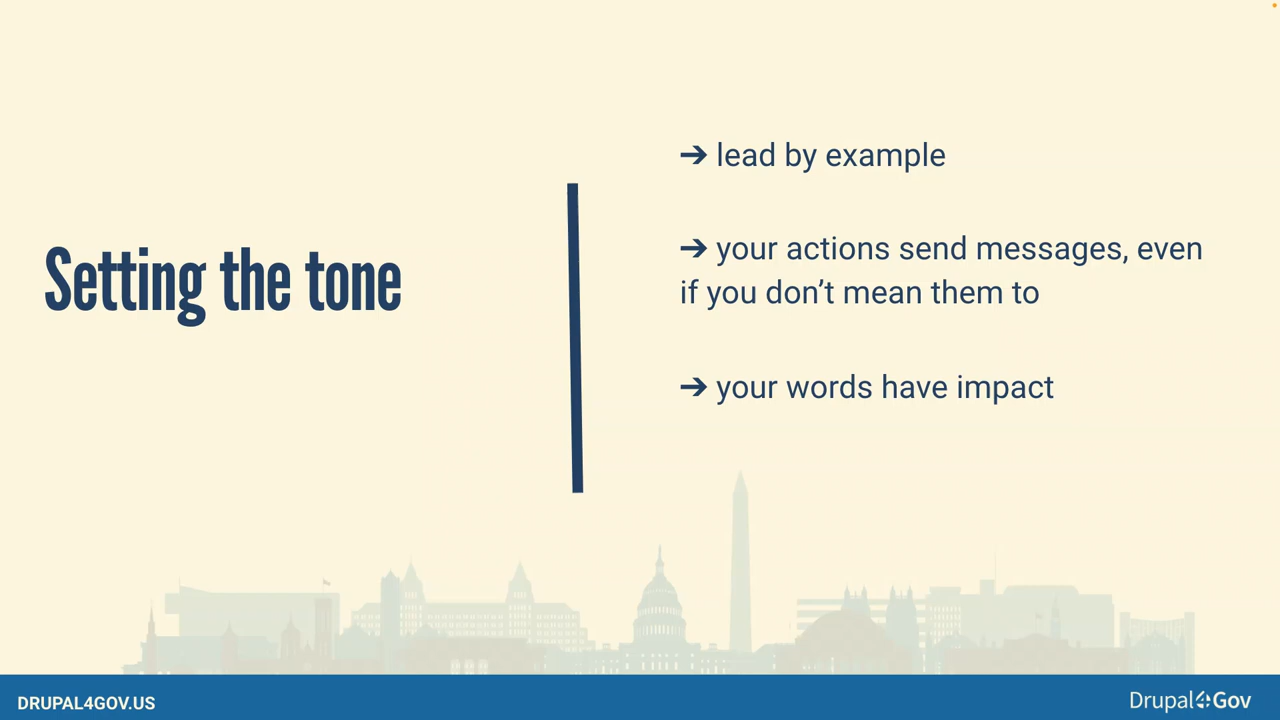 Setting the tone
➔ lead by example
➔ your actions send messages, even
if you don’t mean them to
➔ your words have impact
DRUPAL4GOV.US
Drupal4Gov